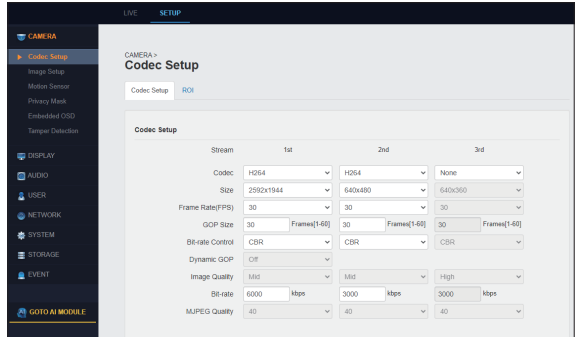 LIVE SETUP
CAMERA
Codec Setup
Image Setup
Motion Sensor
Privacy Mask
Embedded OSD
Tamper Detection
DISPLAY
AUDIO
USER
NETWORK
SYSTEM
STORAGE
EVENT
GOTO AI MODULE
CAMERA >
Codec Setup
Codec Setup ROI
Codec Setup
Stream 1st 2nd 3rd
Codec H264 H264 None
Size 2592x1944 640x480 640x360
Frame Rate(FPS) 30 30 30
GOP Size 30 Frames[1-60] 30 Frames[1-60] 30 Frames[1-60]
Bit-rate Control CBR CBR CBR
Dynamic GOP Off
Image Quality Mid Mid High
Bit-rate 6000 kbps 3000 kbps 3000 kbps
MJPEG Quality 40 40 40